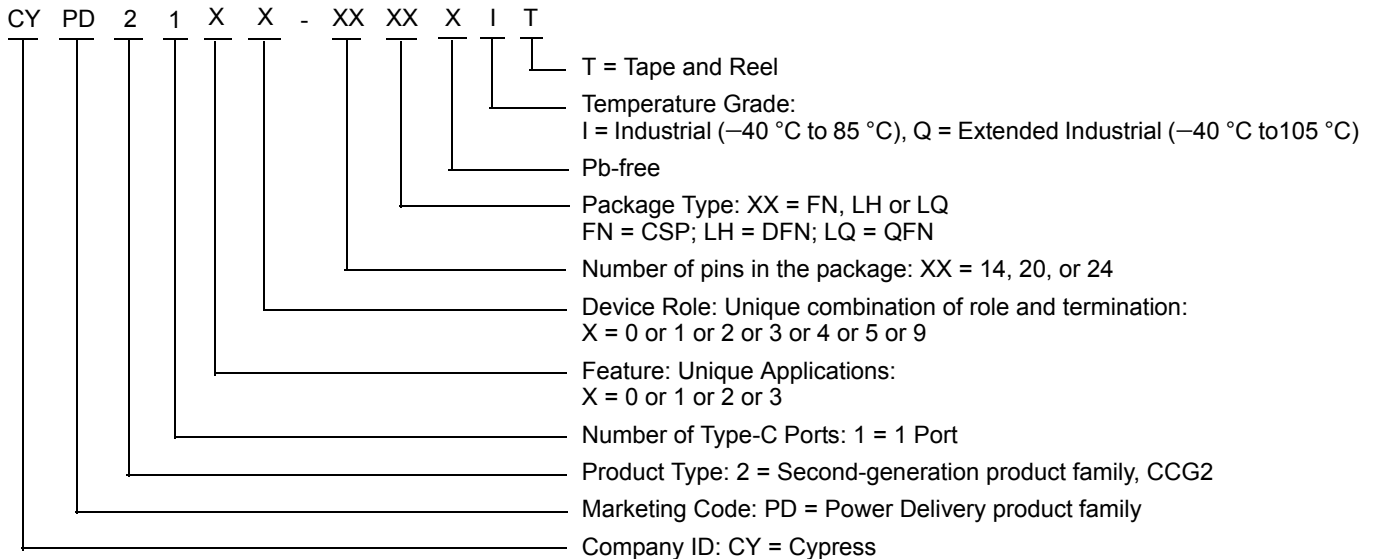 CY PD 2 1 X X - XX XX X I T
T = Tape and Reel
Temperature Grade:
I = Industrial (–40 °C to 85 °C), Q = Extended Industrial (–40 °C to105 °C)
Pb-free
Package Type: XX = FN, LH or LQ
FN = CSP; LH = DFN; LQ = QFN
Number of pins in the package: XX = 14, 20, or 24
Device Role: Unique combination of role and termination:
X = 0 or 1 or 2 or 3 or 4 or 5 or 9
Feature: Unique Applications:
X = 0 or 1 or 2 or 3
Number of Type-C Ports: 1 = 1 Port
Product Type: 2 = Second-generation product family, CCG2
Marketing Code: PD = Power Delivery product family
Company ID: CY = Cypress